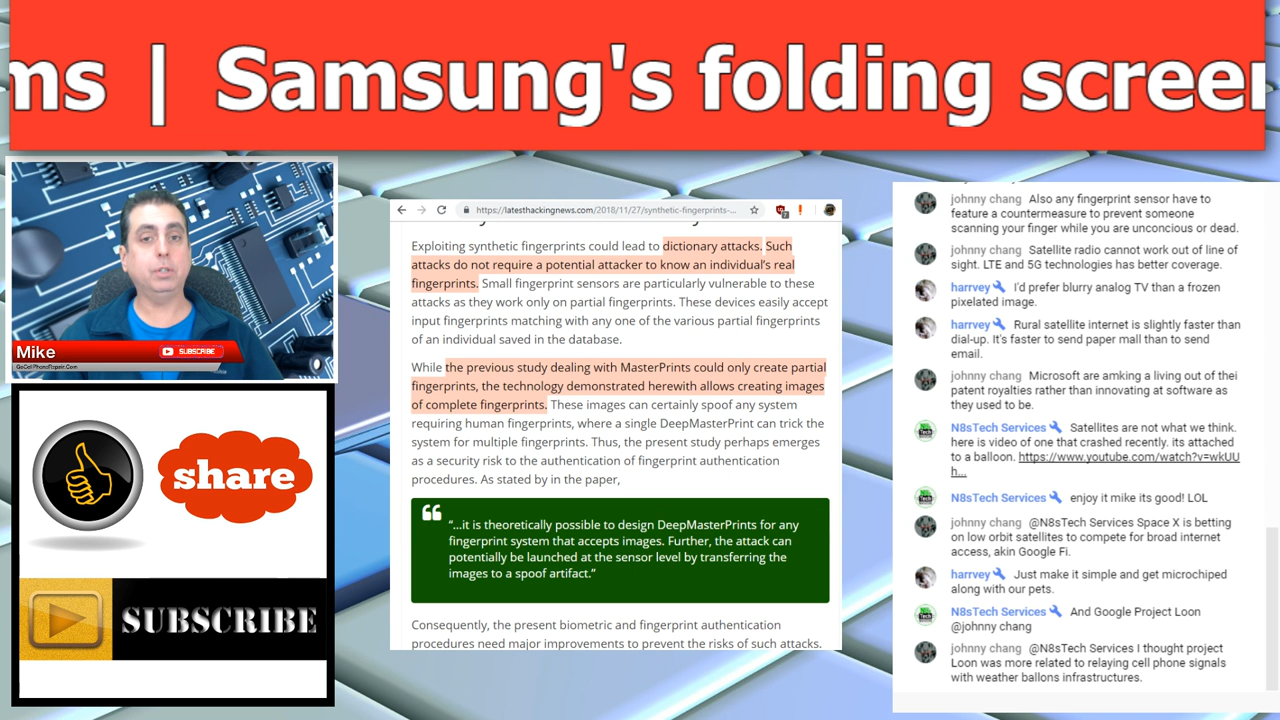 ms | Samsung's folding screen
Mike
SUBSCRIBE
GoCellPhoneRepair.Com
share
SUBSCRIBE
https://latesthackingnews.com/2018/11/27/synthetic-fingerprints-...
Exploiting synthetic fingerprints could lead to dictionary attacks. Such
attacks do not require a potential attacker to know an individual's real
fingerprints. Small fingerprint sensors are particularly vulnerable to these
attacks as they work only on partial fingerprints. These devices easily accept
input fingerprints matching with any one of the various partial fingerprints
of an individual saved in the database.
While the previous study dealing with MasterPrints could only create partial
fingerprints, the technology demonstrated herewith allows creating images
of complete fingerprints. These images can certainly spoof any system
requiring human fingerprints, where a single DeepMasterPrint can trick the
system for multiple fingerprints. Thus, the present study perhaps emerges
as a security risk to the authentication of fingerprint authentication
procedures. As stated by in the paper,
"...it is theoretically possible to design DeepMasterPrints for any
fingerprint system that accepts images. Further, the attack can
potentially be launched at the sensor level by transferring the
images to a spoof artifact."
Consequently, the present biometric and fingerprint authentication
procedures need major improvements to prevent the risks of such attacks.
johnny chang Also any fingerprint sensor have to
feature a countermeasure to prevent someone
scanning your finger while you are unconcious or dead.
johnny chang Satellite radio cannot work out of line of
sight. LTE and 5G technologies has better coverage.
harrvey I'd prefer blurry analog TV than a frozen
pixelated image.
harrvey Rural satellite internet is slightly faster than
dial-up. It's faster to send paper mall than to send
email.
johnny chang Microsoft are amking a living out of thei
patent royalties rather than innovating at software as
they used to be.
N8sTech Services Satellites are not what we think.
here is video of one that crashed recently. its attached
to a balloon. https://www.youtube.com/watch?v=wkUU
h...
N8sTech Services enjoy it mike its good! LOL
johnny chang @N8sTech Services Space X is betting
on low orbit satellites to compete for broad internet
access, akin Google Fi.
harrvey Just make it simple and get microchiped
along with our pets.
N8sTech Services And Google Project Loon
@johnny chang
johnny chang @N8sTech Services I thought project
Loon was more related to relaying cell phone signals
with weather ballons infrastructures.